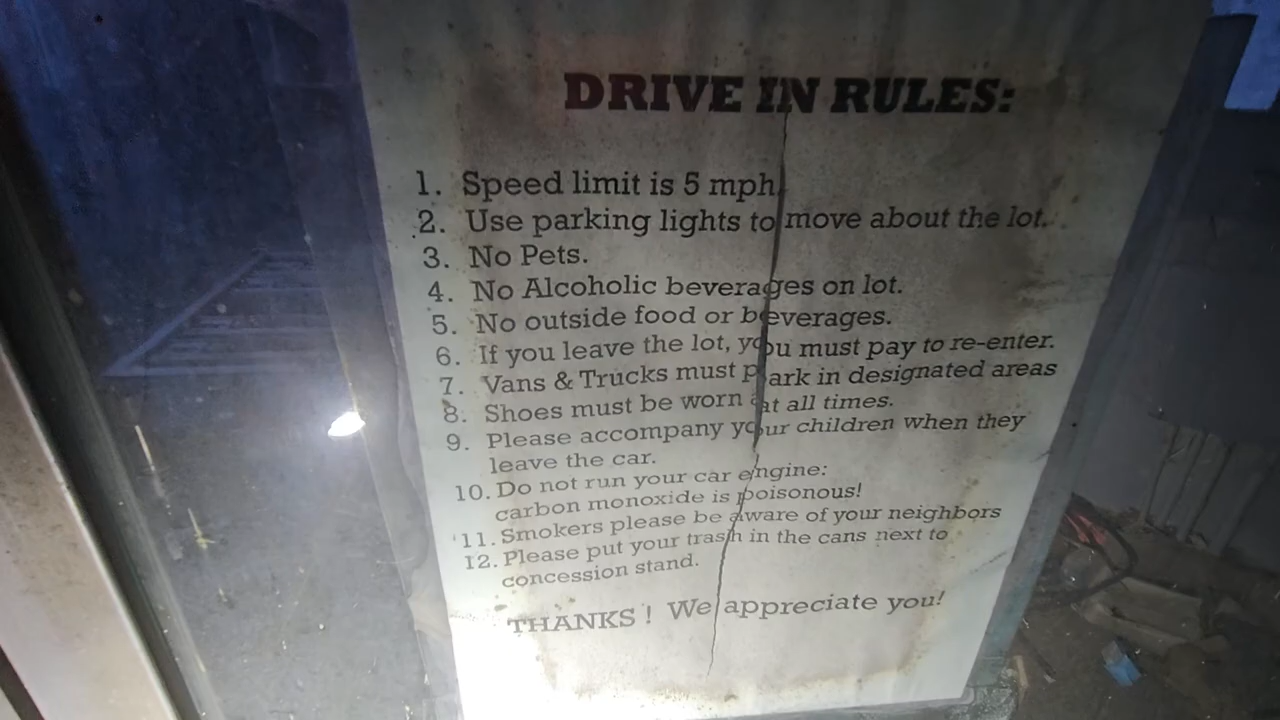 DRIVE IN RULES:
1. Speed limit is 5 mph.
2. Use parking lights to move about the lot.
3. No Pets.
4. No Alcoholic beverages on lot.
5. No outside food or beverages.
6. If you leave the lot, you must pay to re-enter.
7. Vans & Trucks must park in designated areas
8. Shoes must be worn at all times.
9. Please accompany your children when they
leave the car.
10. Do not run your car engine:
carbon monoxide is poisonous!
11. Smokers please be aware of your neighbors
12. Please put your trash in the cans next to
concession stand.
THANKS! We appreciate you!